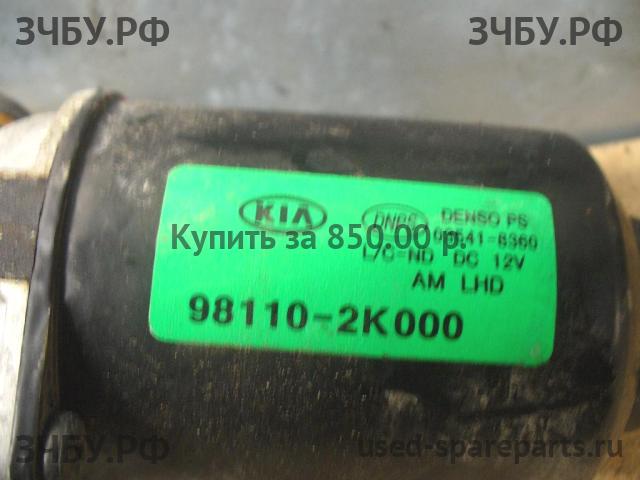 ЗЧБУ.РФ ЗЧБУ.РФ
KIA DENSO PS
Купить за 850.00 р.
L/C=ND DC 12V
AM LHD
98110-2K000
ЗЧБУ.РФ used-spareparts.ru